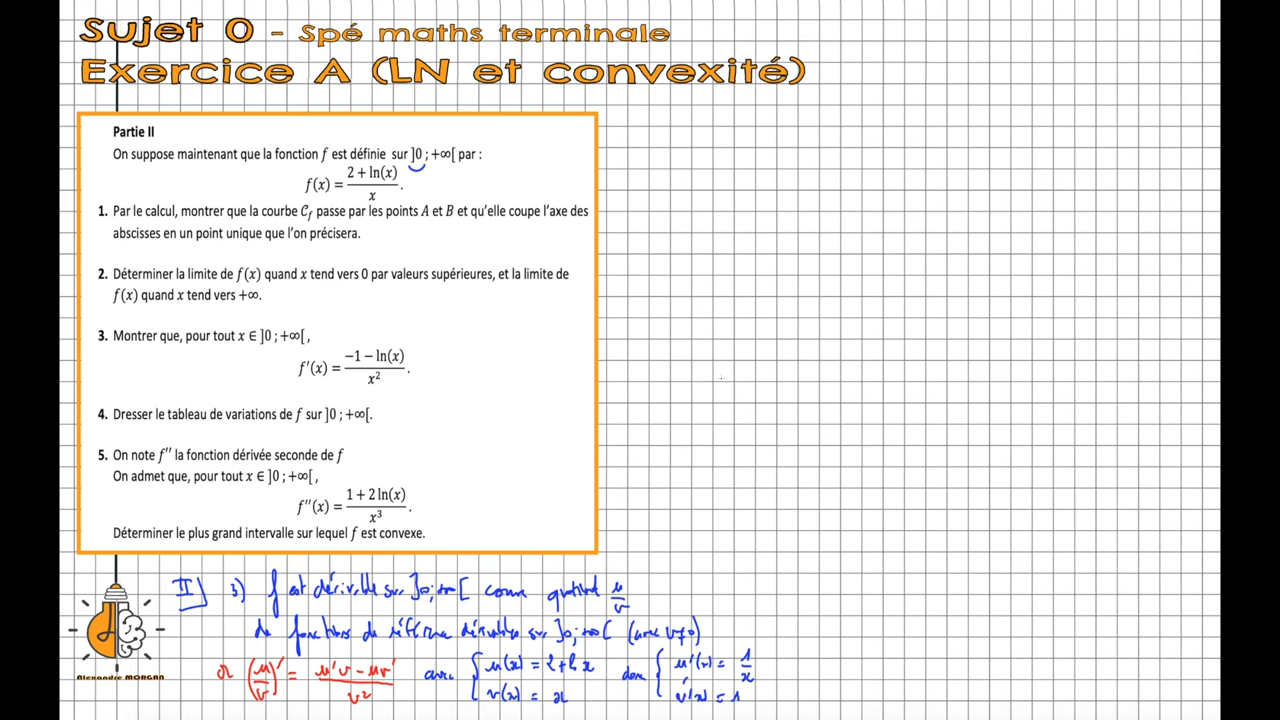 Sujet 0 - Spé maths terminale
Exercice A (LN et convexité)
Partie II
On suppose maintenant que la fonction f est définie sur ]0 ; +∞[ par :
f(x) = (2 + ln(x))/x .
1. Par le calcul, montrer que la courbe 𝒞f passe par les points A et B et qu'elle coupe l'axe des
abscisses en un point unique que l'on précisera.
2. Déterminer la limite de f(x) quand x tend vers 0 par valeurs supérieures, et la limite de
f(x) quand x tend vers +∞.
3. Montrer que, pour tout x ∈ ]0 ; +∞[ ,
f'(x) = (−1 − ln(x))/x² .
4. Dresser le tableau de variations de f sur ]0 ; +∞[.
5. On note f'' la fonction dérivée seconde de f
On admet que, pour tout x ∈ ]0 ; +∞[ ,
f''(x) = (1 + 2 ln(x))/x³ .
Déterminer le plus grand intervalle sur lequel f est convexe.
II 3) f est dérivable sur ]0;+∞[ comme quotient u/v
de fonctions de référence dérivables sur ]0;+∞[ (avec v≠0)
or (u/v)' = (u'v − uv')/v² avec { u(x) = 2+ln x donc { u'(x) = 1/x
v(x) = x v'(x) = 1
Alexandre MORGAN